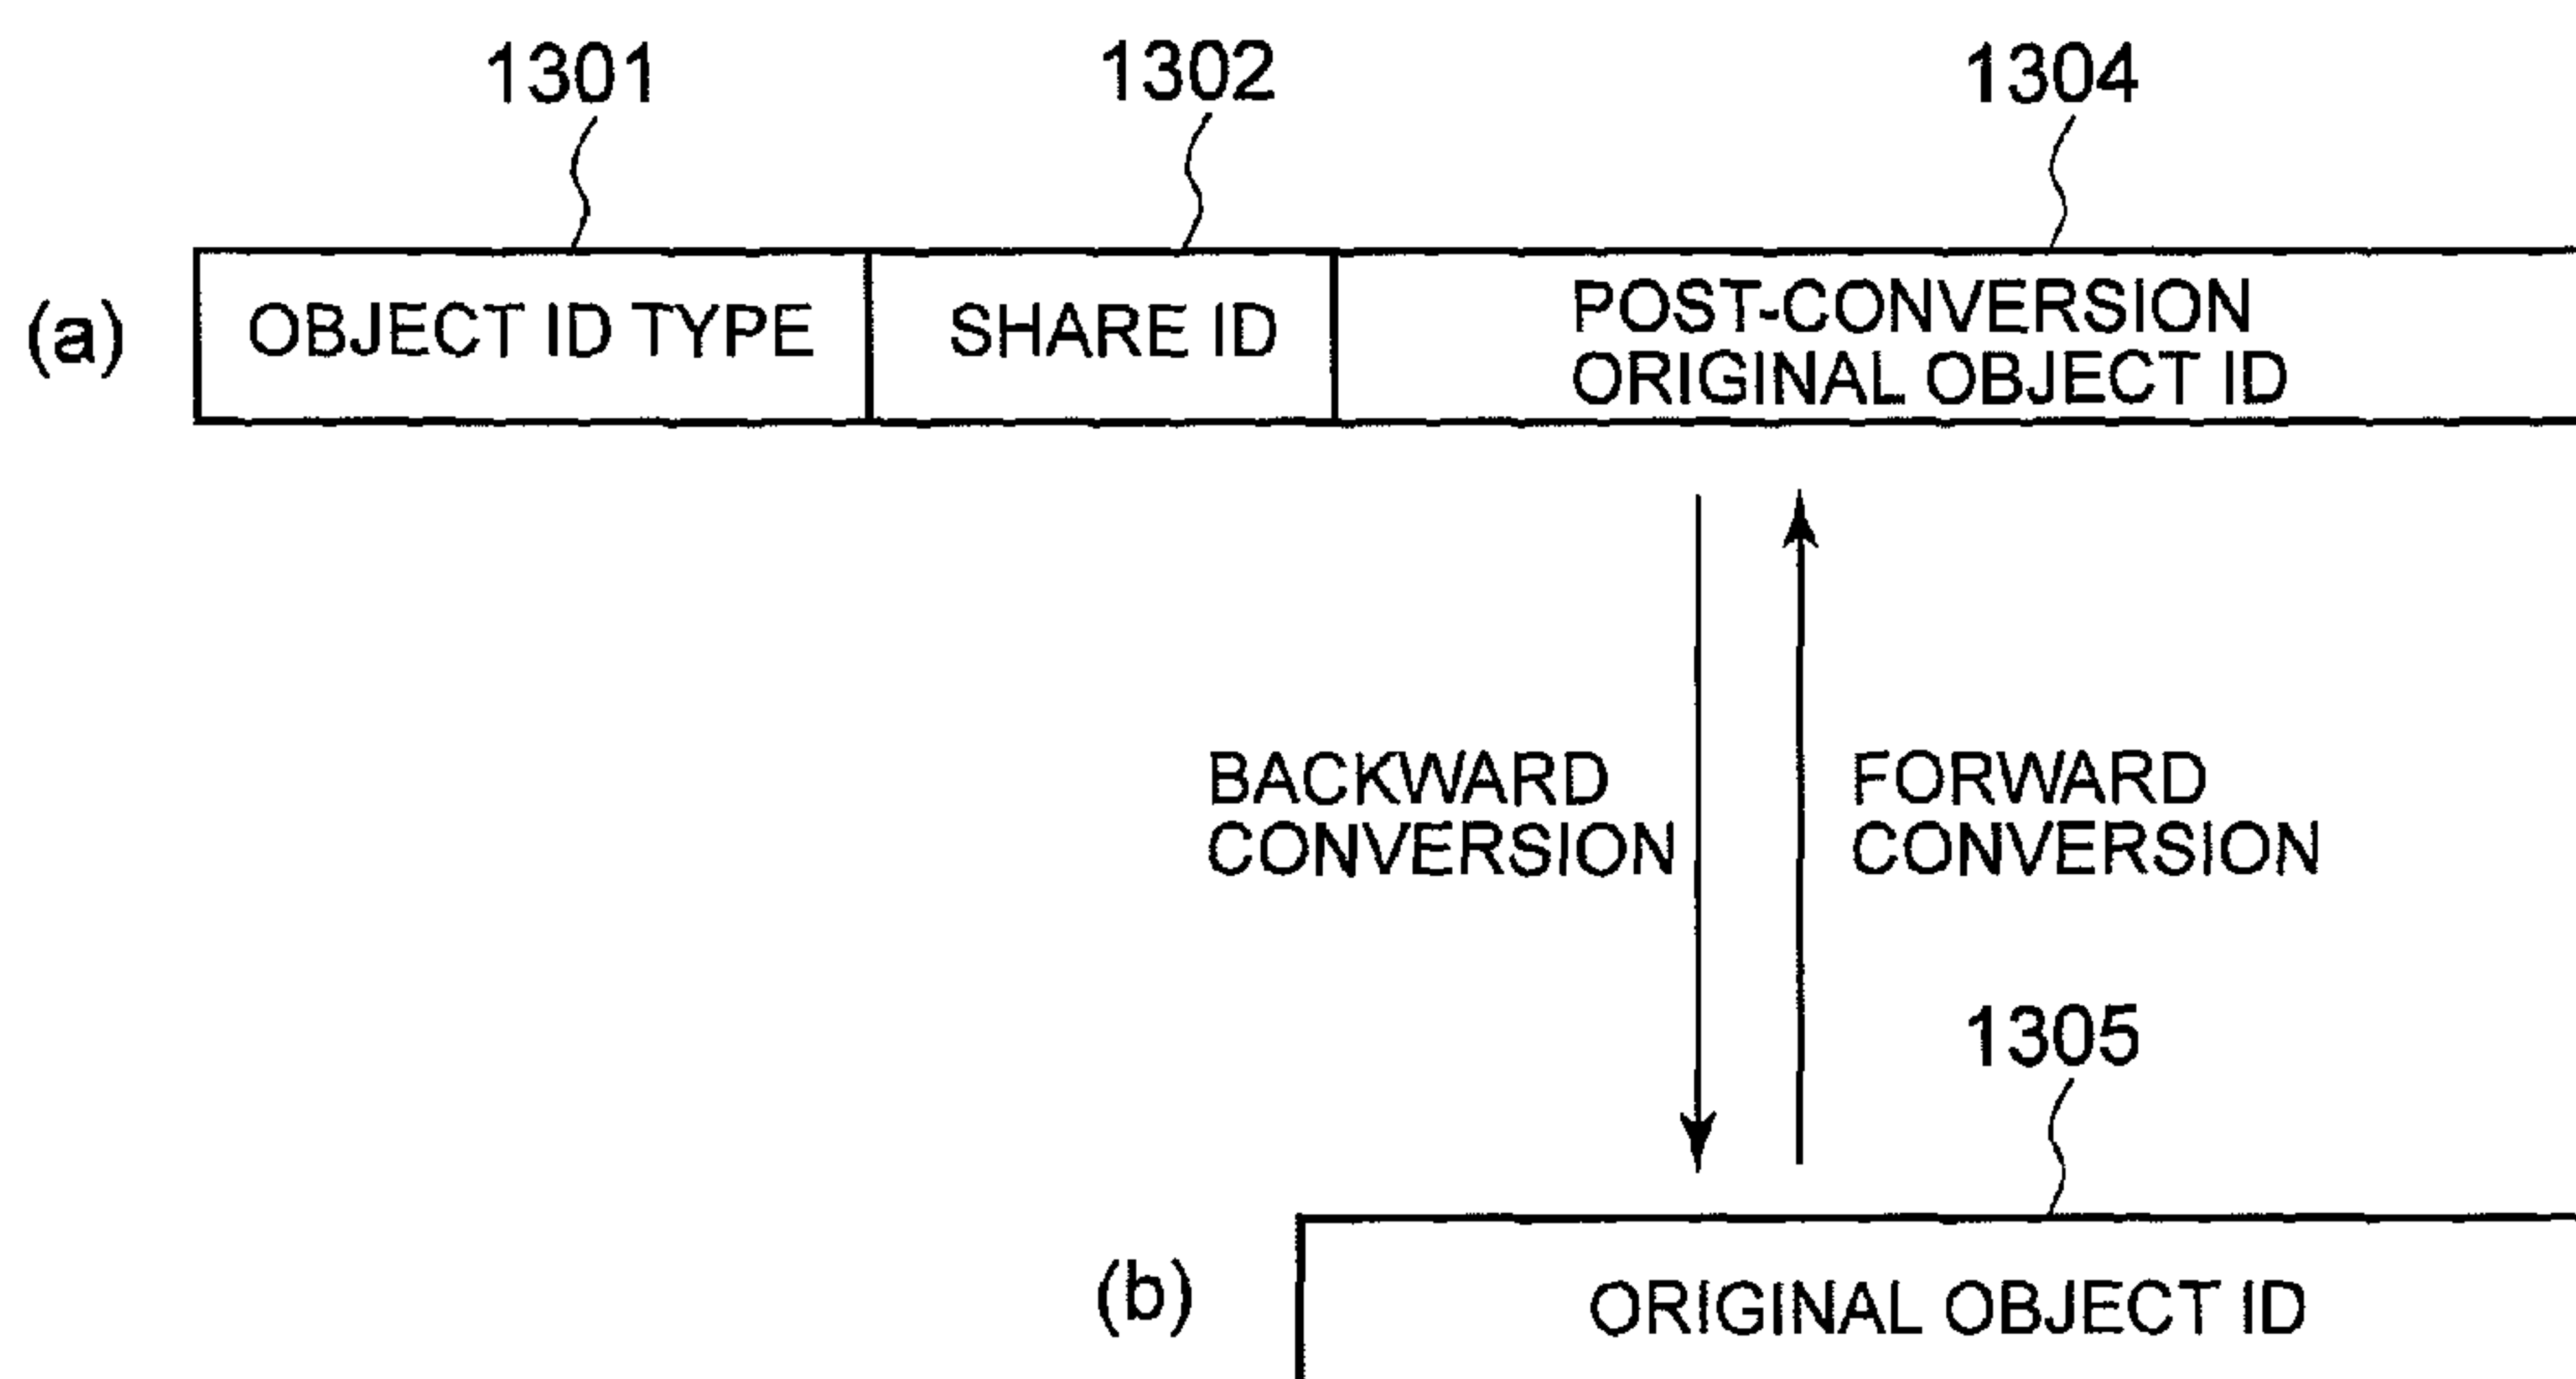 1301
1302
1304
(a)
OBJECT ID TYPE
SHARE ID
POST-CONVERSION
ORIGINAL OBJECT ID
BACKWARD
CONVERSION
FORWARD
CONVERSION
1305
(b)
ORIGINAL OBJECT ID